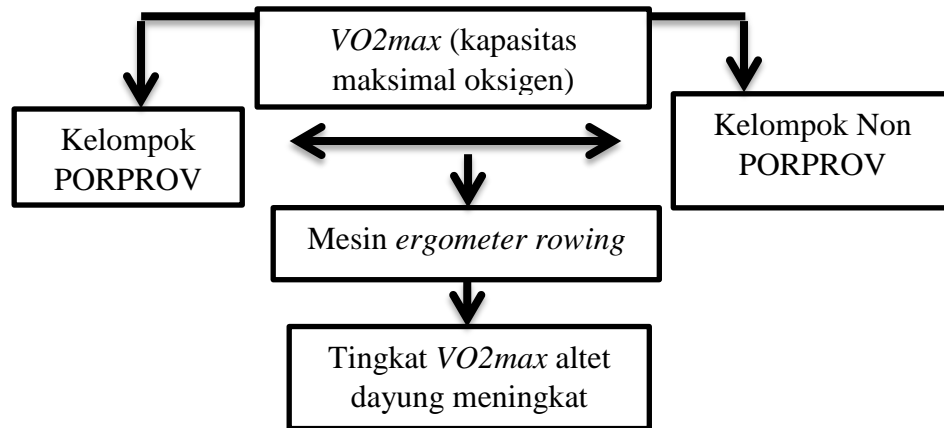 VO2max (kapasitas
maksimal oksigen)
Kelompok
PORPROV
Kelompok Non
PORPROV
Mesin ergometer rowing
Tingkat VO2max altet
dayung meningkat